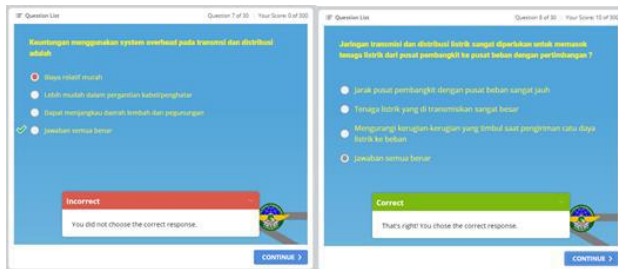 Question List
Question 7 of 30
Your Score: 0 of 300
Keuntungan menggunakan system overhead pada transmsi dan distribusi
adalah
Biaya relatif murah
Lebih mudah dalam pergantian kabel/penghatar
Dapat menjangkau daerah lembah dan pegunungan
Jawaban semua benar
Incorrect
You did not choose the correct response.
CONTINUE >
Question List
Question 8 of 30
Your Score: 10 of 300
Jaringan transmisi dan distribusi listrik sangat diperlukan untuk memasok
tenaga listrik dari pusat pembangkit ke pusat beban dengan pertimbangan ?
Jarak pusat pembangkit dengan pusat beban sangat jauh
Tenaga listrik yang di transmisikan sangat besar
Mengurangi kerugian-kerugian yang timbul saat pengiriman catu daya
listrik ke beban
Jawaban semua benar
Correct
That's right! You chose the correct response.
CONTINUE >